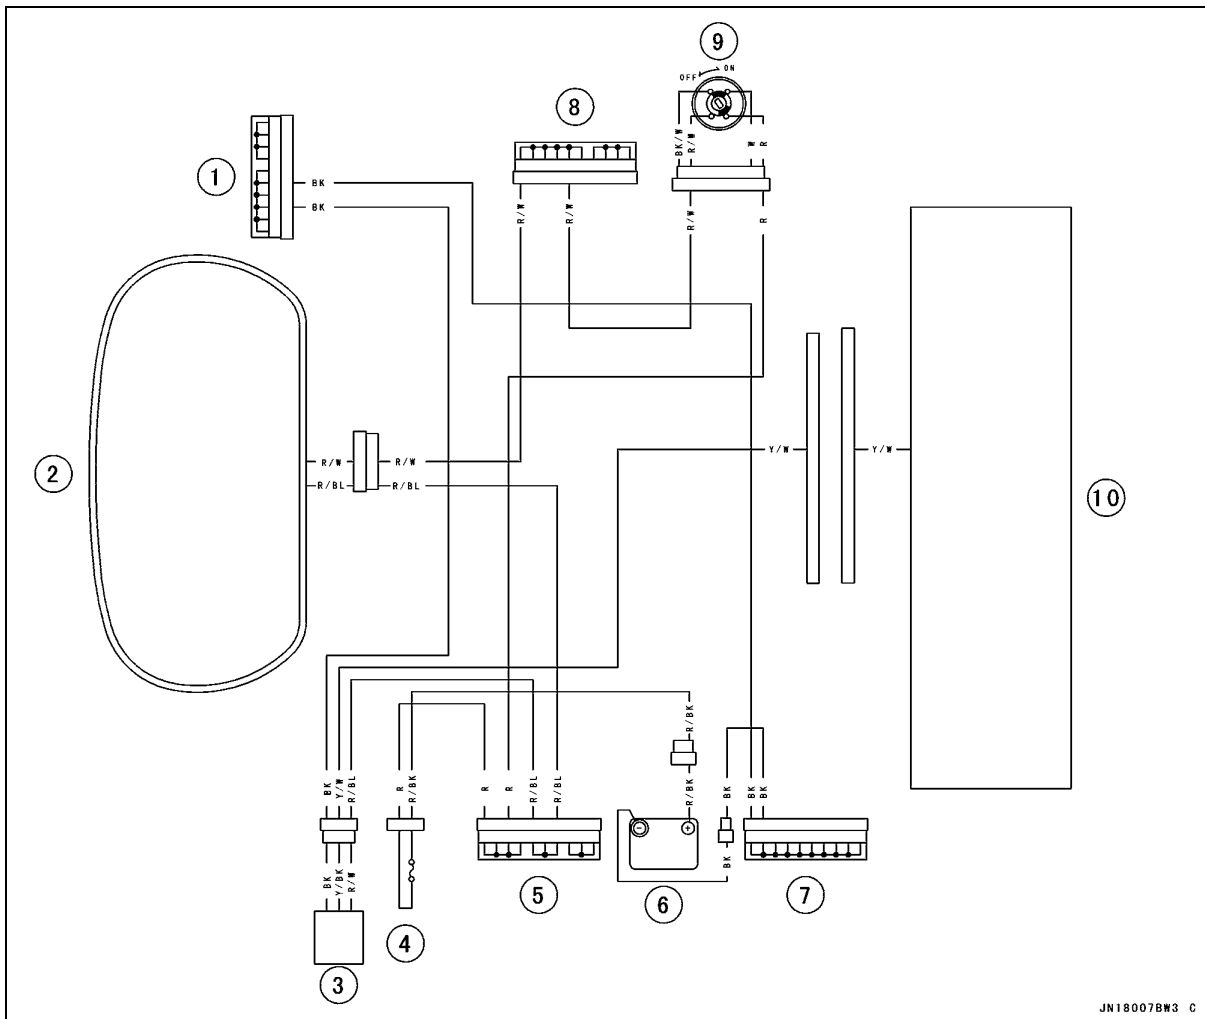 9
OFF ON
8
BK/W
R/W
W
R
1
BK
BK
R/W
R/W
R/W
R
2
R/W
R/W
R/BL
R/BL
Y/W
Y/W
10
R/BK
BK
Y/W
R/BL
R
R/BK
R
R
R/BL
R/BL
R/BK
BK
BK
BK
BK
BK
Y/BK
R/W
3
4
5
6
7
JN18007BW3 C